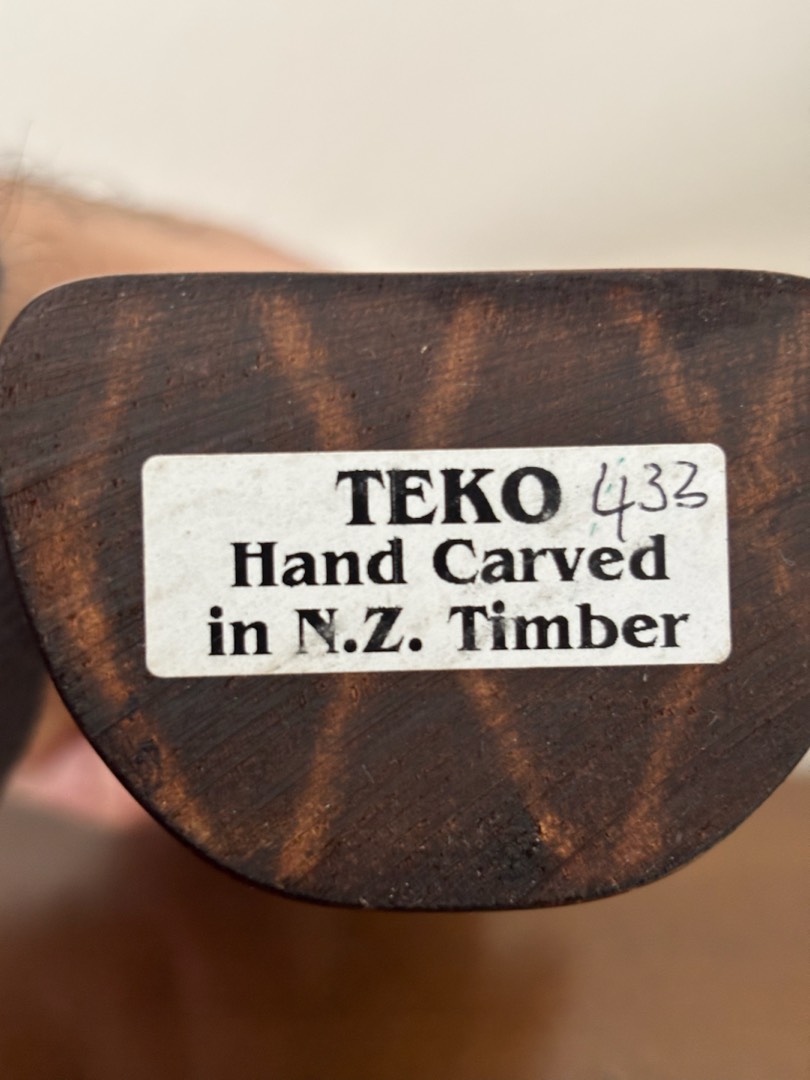 TEKO 433
Hand Carved
in N.Z. Timber